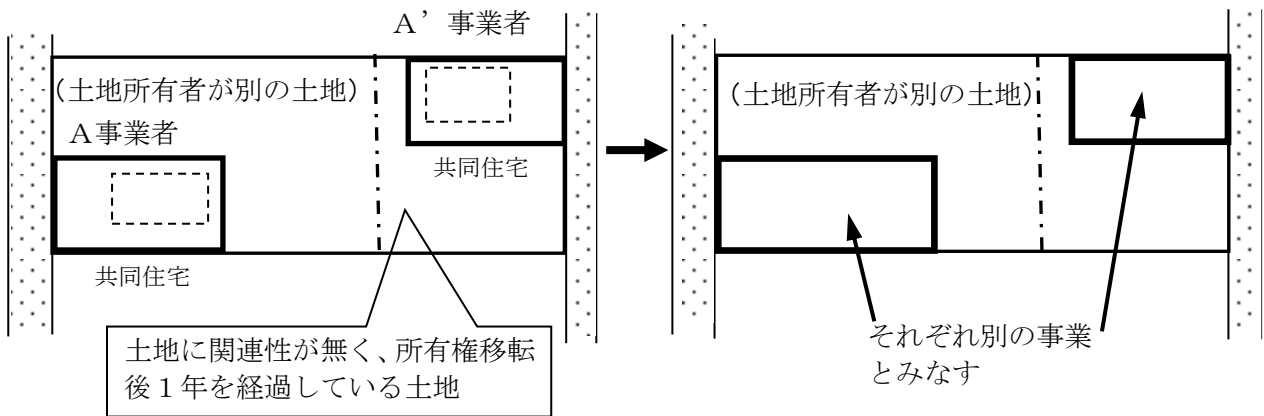 A’事業者
(土地所有者が別の土地)
A事業者
共同住宅
共同住宅
土地に関連性が無く、所有権移転
後1年を経過している土地
(土地所有者が別の土地)
それぞれ別の事業
とみなす